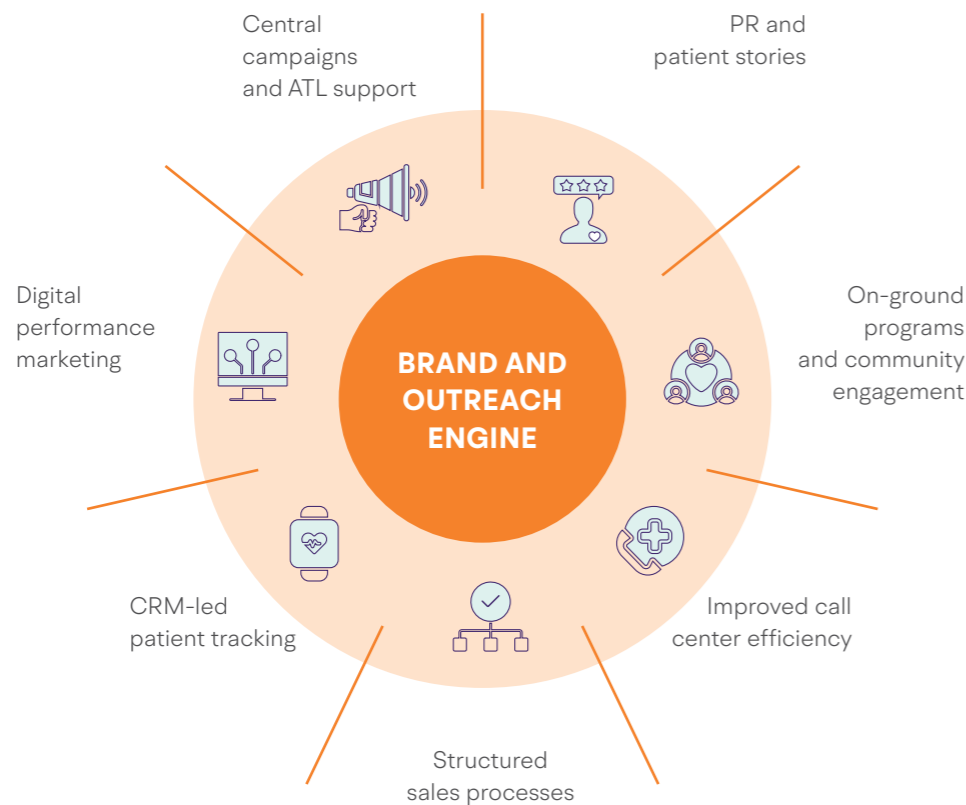 Central
campaigns
and ATL support
PR and
patient stories
Digital
performance
marketing
BRAND AND
OUTREACH
ENGINE
On-ground
programs
and community
engagement
CRM-led
patient tracking
Improved call
center efficiency
Structured
sales processes